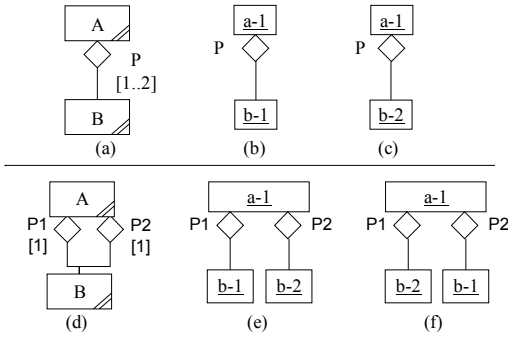 A
P
[1..2]
B
(a)
a-1
P
b-1
(b)
a-1
P
b-2
(c)
A
P1
[1]
P2
[1]
B
(d)
a-1
P1
P2
b-1
b-2
(e)
a-1
P1
P2
b-2
b-1
(f)